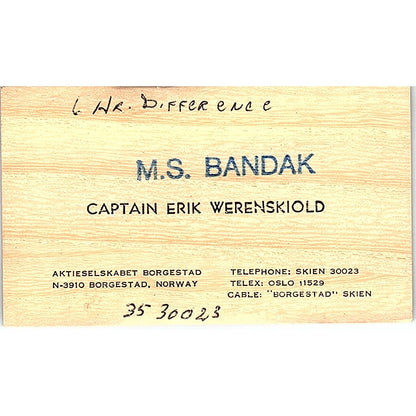 6 Hr. DIFFERENCE
M.S. BANDAK
CAPTAIN ERIK WERENSKIOLD
AKTIESELSKABET BORGESTAD
N-3910 BORGESTAD, NORWAY
TELEPHONE: SKIEN 30023
TELEX: OSLO 11529
CABLE: "BORGESTAD" SKIEN
35 30023